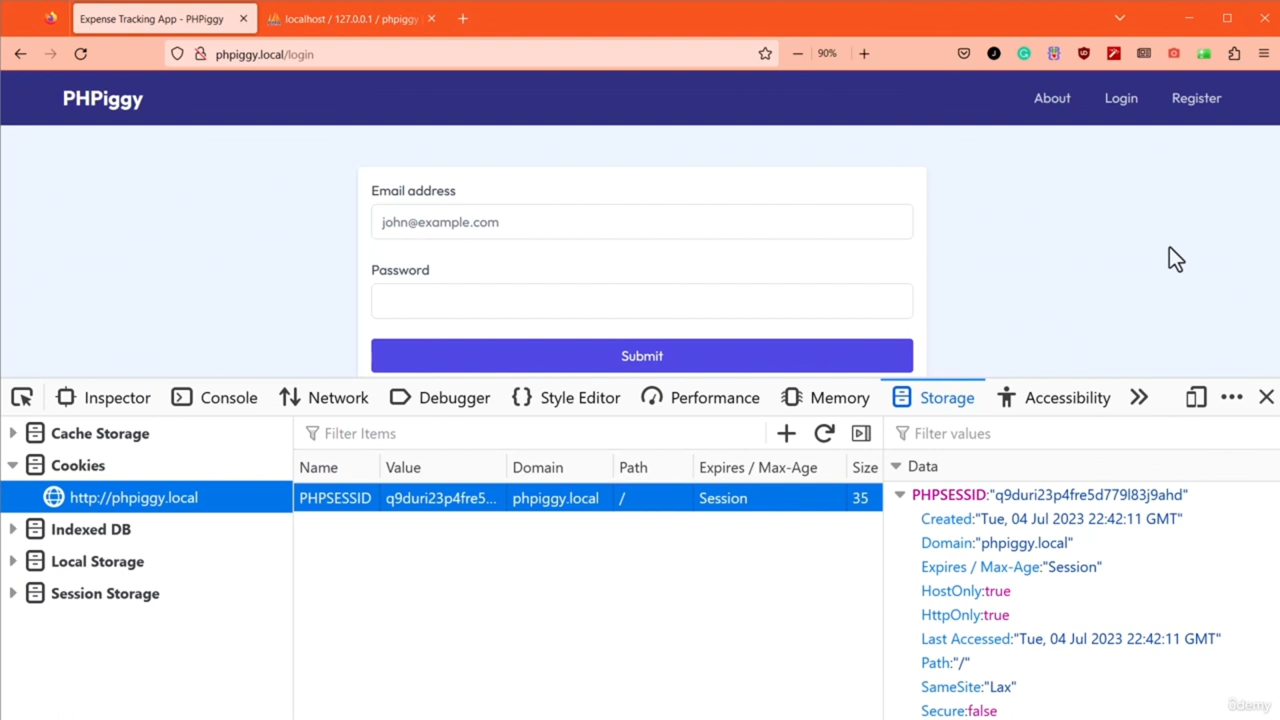 Expense Tracking App - PHPiggy
localhost / 127.0.0.1 / phpiggy
phpiggy.local/login
90%
PHPiggy
About
Login
Register
Email address
john@example.com
Password
Submit
Inspector
Console
Network
Debugger
Style Editor
Performance
Memory
Storage
Accessibility
Cache Storage
Cookies
http://phpiggy.local
Indexed DB
Local Storage
Session Storage
Filter Items
Name Value Domain Path Expires / Max-Age Size
PHPSESSID q9duri23p4fre5... phpiggy.local / Session 35
Filter values
Data
PHPSESSID:"q9duri23p4fre5d779l83j9ahd"
Created:"Tue, 04 Jul 2023 22:42:11 GMT"
Domain:"phpiggy.local"
Expires / Max-Age:"Session"
HostOnly:true
HttpOnly:true
Last Accessed:"Tue, 04 Jul 2023 22:42:11 GMT"
Path:"/"
SameSite:"Lax"
Secure:false
ûdemy